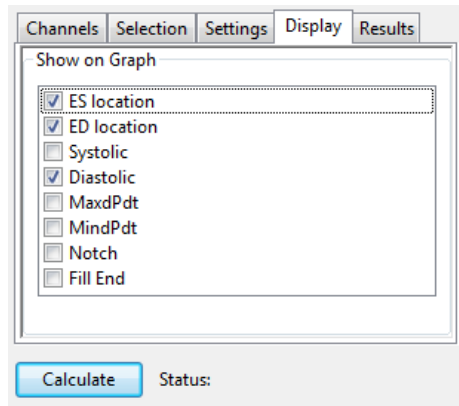 Channels Selection Settings Display Results
Show on Graph
ES location
ED location
Systolic
Diastolic
MaxdPdt
MindPdt
Notch
Fill End
Calculate Status: